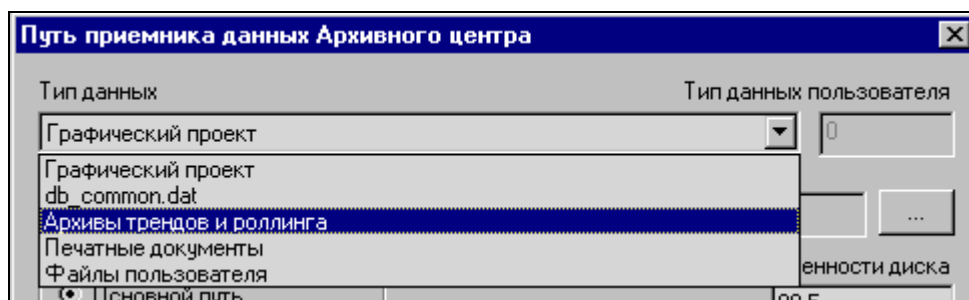 Путь приемника данных Архивного центра
Тип данных
Тип данных пользователя
Графический проект
0
Графический проект
db_common.dat
Архивы трендов и роллинга
...
Печатные документы
Файлы пользователя
енности диска
Основной путь